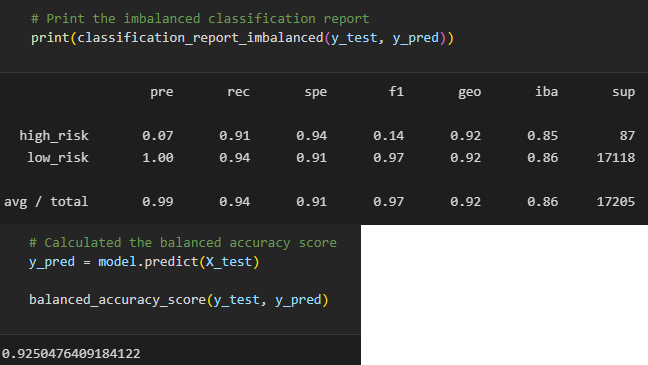 # Print the imbalanced classification report
print(classification_report_imbalanced(y_test, y_pred))
pre rec spe f1 geo iba sup
high_risk 0.07 0.91 0.94 0.14 0.92 0.85 87
low_risk 1.00 0.94 0.91 0.97 0.92 0.86 17118
avg / total 0.99 0.94 0.91 0.97 0.92 0.86 17205
# Calculated the balanced accuracy score
y_pred = model.predict(X_test)
balanced_accuracy_score(y_test, y_pred)
0.9250476409184122